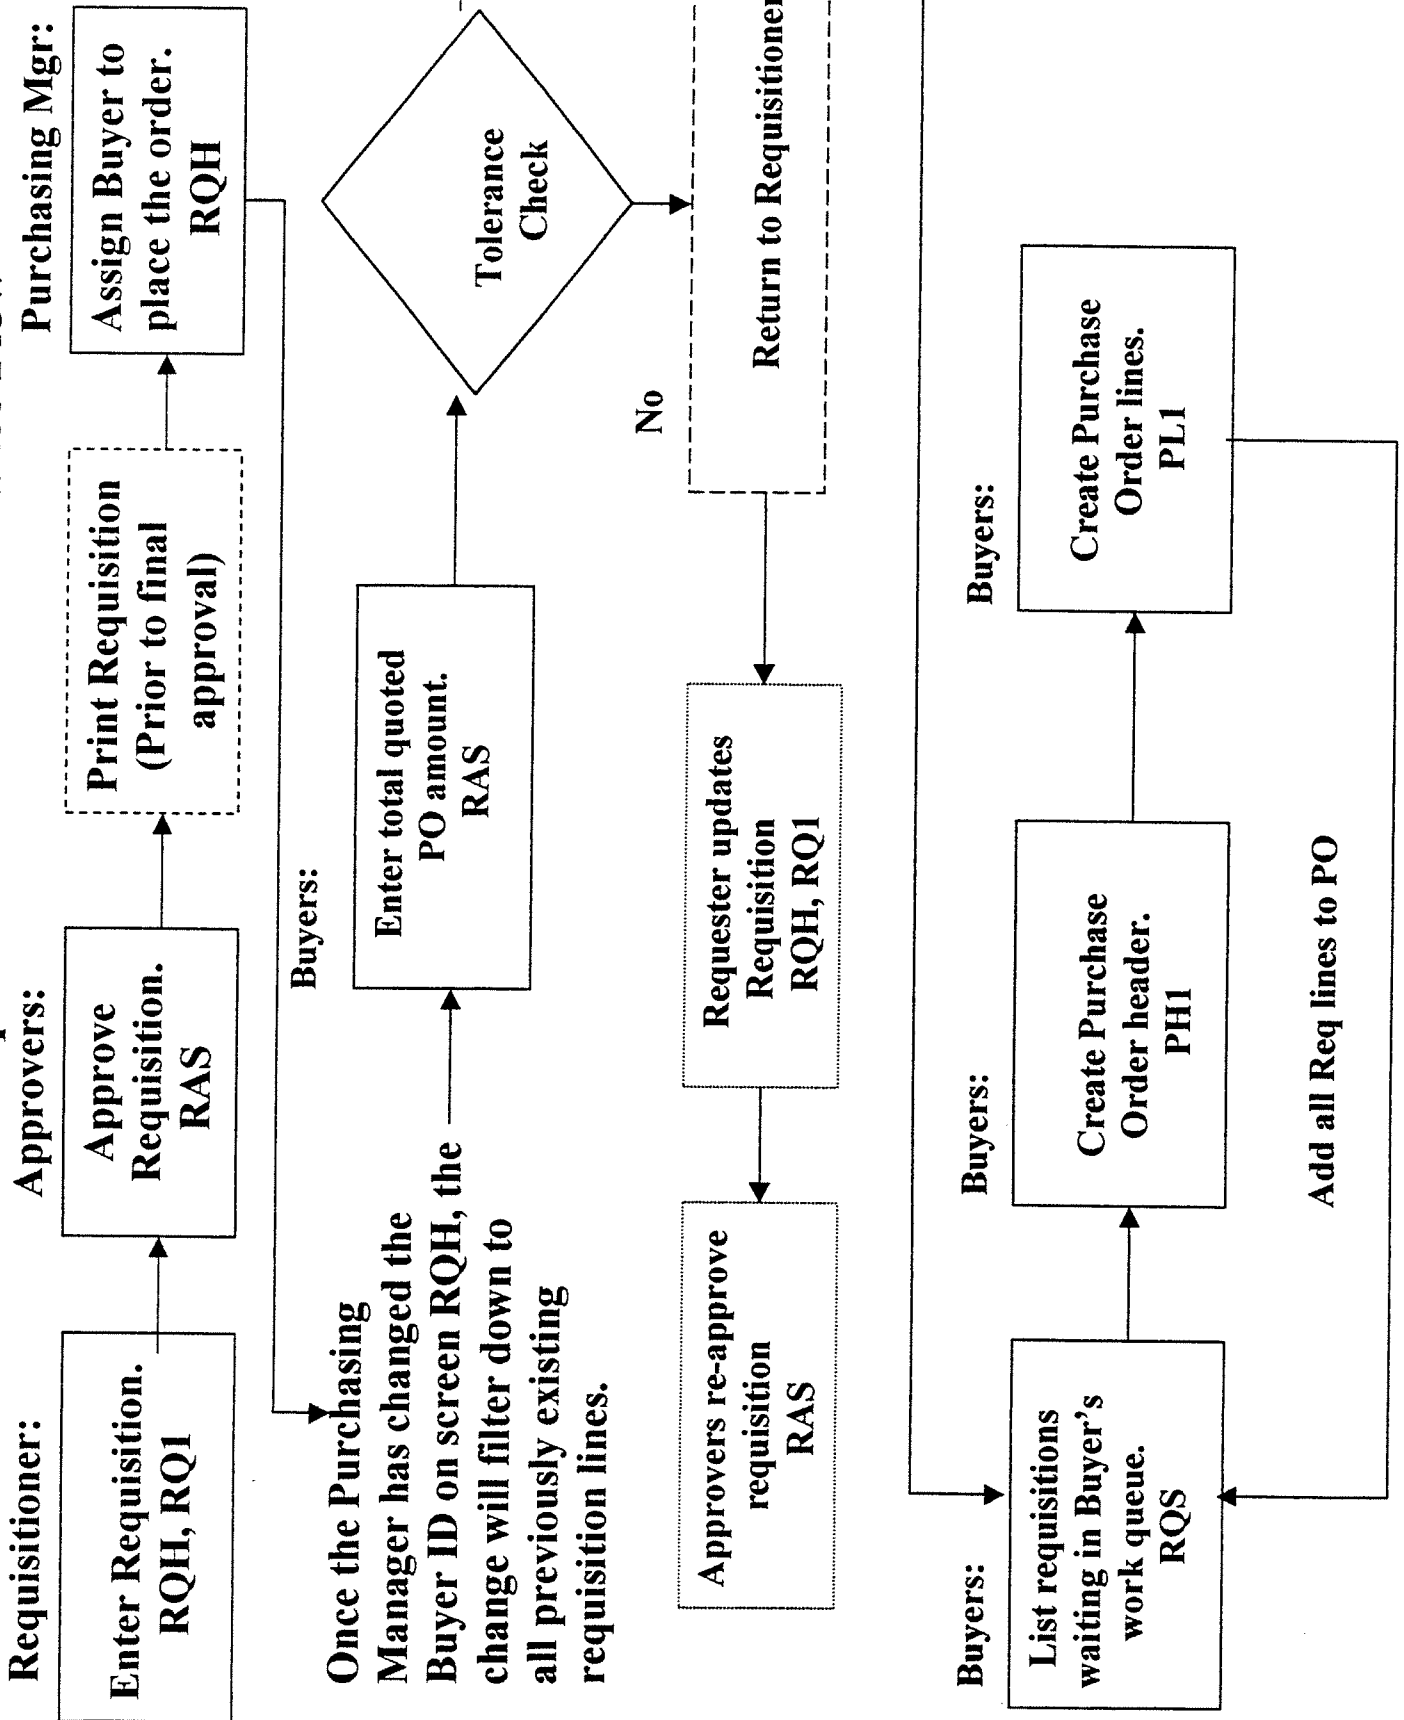 Requisitioner:
Enter Requisition.
RQH, RQ1
Approvers:
Approve
Requisition.
RAS
Print Requisition
(Prior to final
approval)
Purchasing Mgr:
Assign Buyer to
place the order.
RQH
Once the Purchasing
Manager has changed the
Buyer ID on screen RQH, the
change will filter down to
all previously existing
requisition lines.
Buyers:
Enter total quoted
PO amount.
RAS
Tolerance
Check
No
Return to Requisitioner
Requester updates
Requisition
RQH, RQ1
Approvers re-approve
requisition
RAS
Buyers:
List requisitions
waiting in Buyer's
work queue.
RQS
Buyers:
Create Purchase
Order header.
PH1
Buyers:
Create Purchase
Order lines.
PL1
Add all Req lines to PO